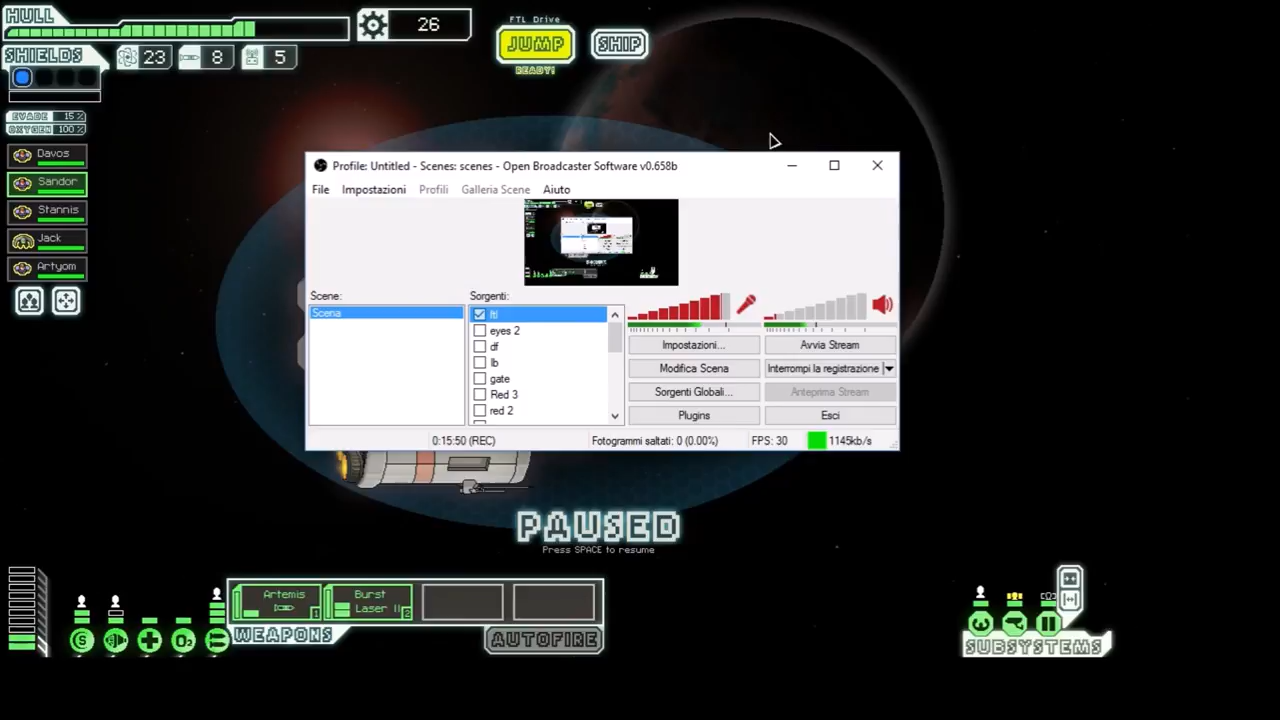 HULL
26
FTL Drive
JUMP
READY!
SHIP
SHIELDS
23
8
5
EVADE 15%
OXYGEN 100%
Davos
Sandor
Stannis
Jack
Artyom
Profile: Untitled - Scenes: scenes - Open Broadcaster Software v0.658b
File Impostazioni Profili Galleria Scene Aiuto
Scene:
Scena
Sorgenti:
ftl
eyes 2
df
lb
gate
Red 3
red 2
Impostazioni...
Avvia Stream
Modifica Scena
Interrompi la registrazione
Sorgenti Globali...
Anteprima Stream
Plugins
Esci
0:15:50 (REC)
Fotogrammi saltati: 0 (0.00%)
FPS: 30
1145kb/s
PAUSED
Press SPACE to resume
Artemis
1
Burst
Laser II
2
WEAPONS
AUTOFIRE
S
O2
SUBSYSTEMS